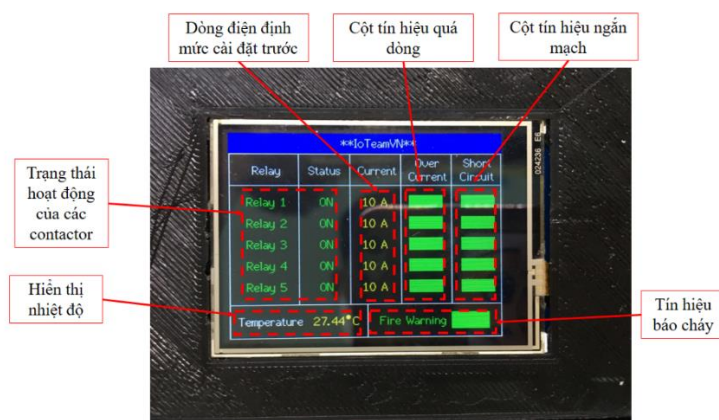 Dòng điện định
mức cài đặt trước
Cột tín hiệu quá
dòng
Cột tín hiệu ngắn
mạch
Trạng thái
hoạt động
của các
contactor
Hiển thị
nhiệt độ
Tín hiệu
báo cháy
**IoTeamVN**
Relay Status Current Over Current Short Circuit
Relay 1 ON 10 A
Relay 2 ON 10 A
Relay 3 ON 10 A
Relay 4 ON 10 A
Relay 5 ON 10 A
Temperature 27.44°C Fire Warning
024236 E6